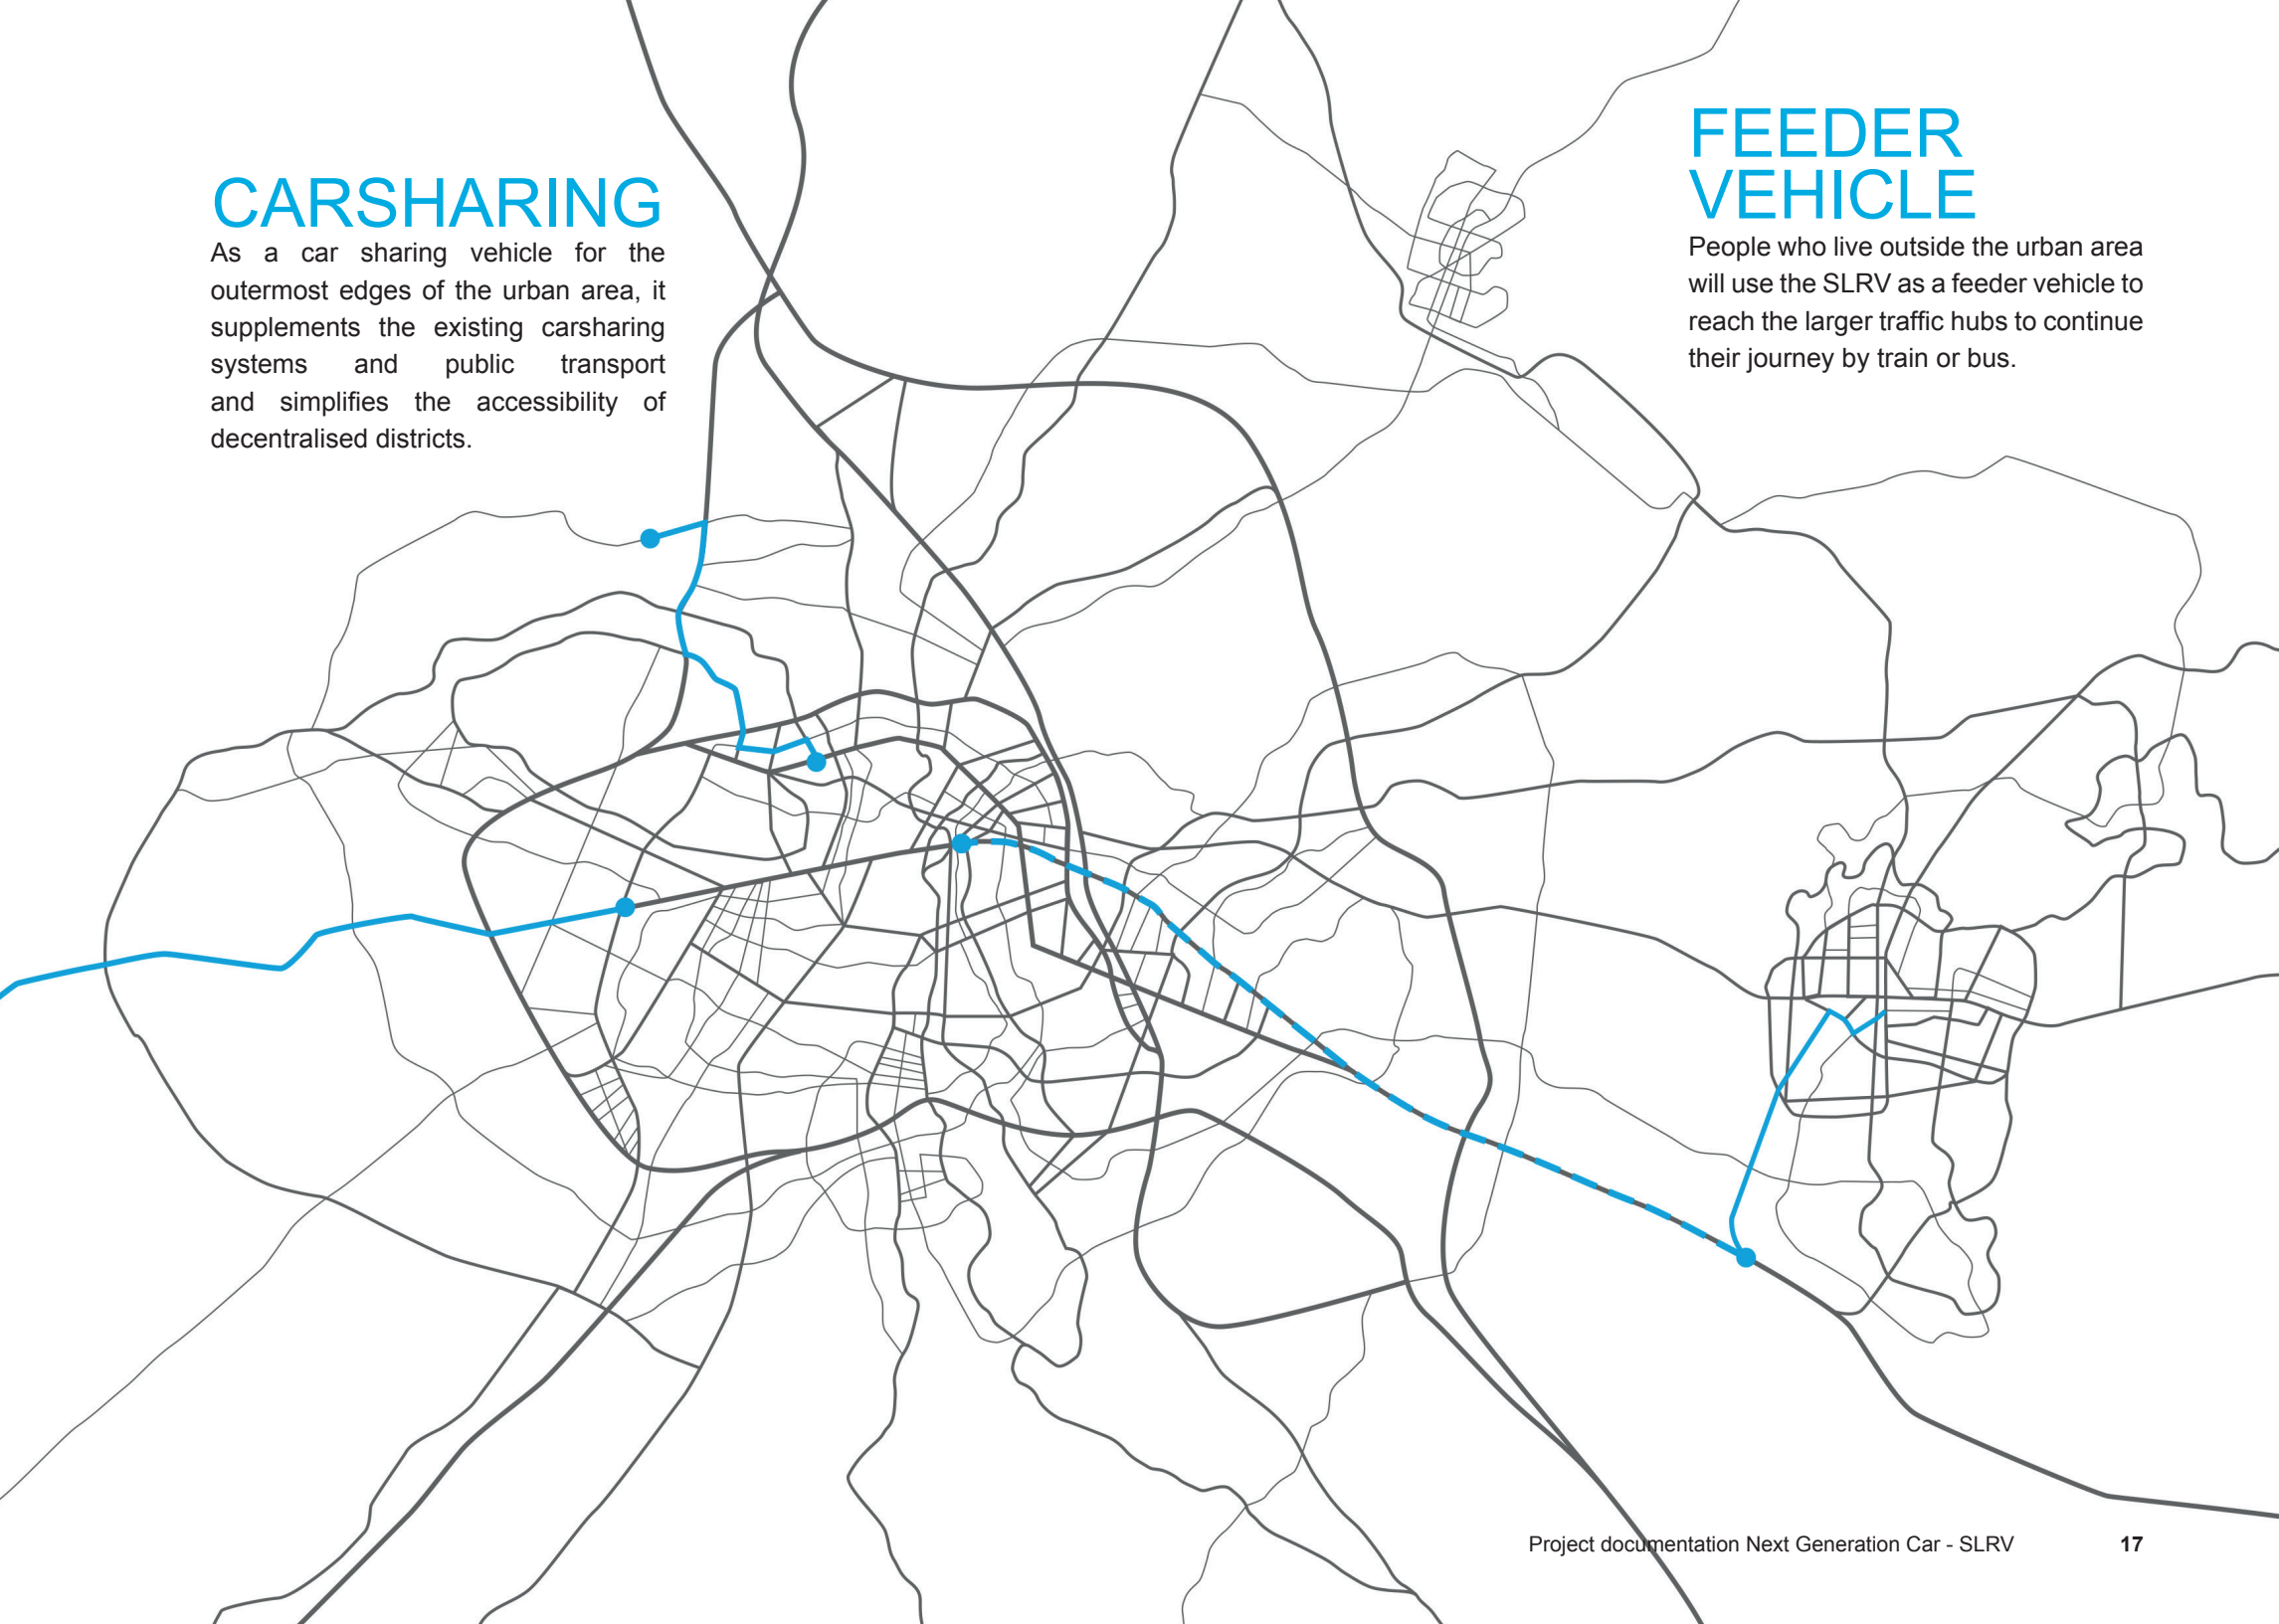 CARSHARING
As a car sharing vehicle for the
outermost edges of the urban area, it
supplements the existing carsharing
systems and public transport
and simplifies the accessibility of
decentralised districts.
FEEDER
VEHICLE
People who live outside the urban area
will use the SLRV as a feeder vehicle to
reach the larger traffic hubs to continue
their journey by train or bus.
Project documentation Next Generation Car - SLRV 17